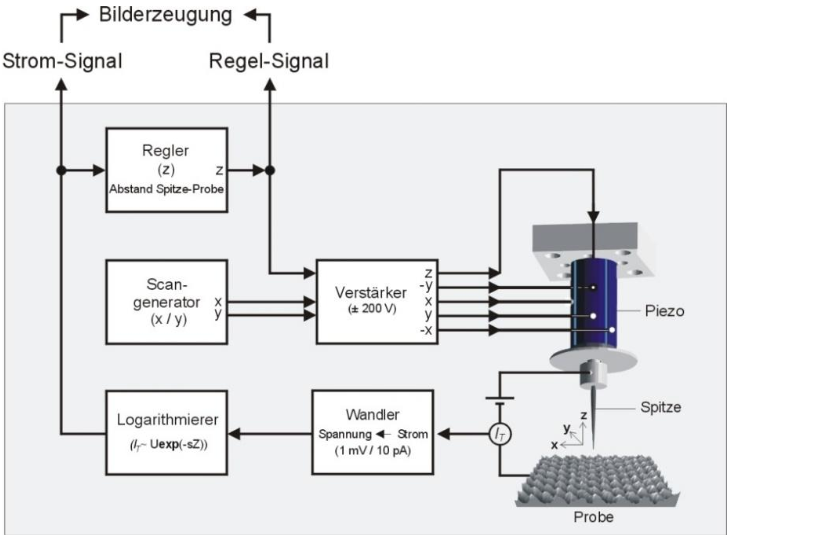 Bilderzeugung
Strom-Signal
Regel-Signal
Regler
(z)
z
Abstand Spitze-Probe
Scan-
generator
(x / y)
x
y
Verstärker
(± 200 V)
z
-y
x
y
-x
Piezo
Logarithmierer
(I_T ~ Uexp(-sZ))
Wandler
Spannung ← Strom
(1 mV / 10 pA)
I_T
Spitze
z
y
x
Probe